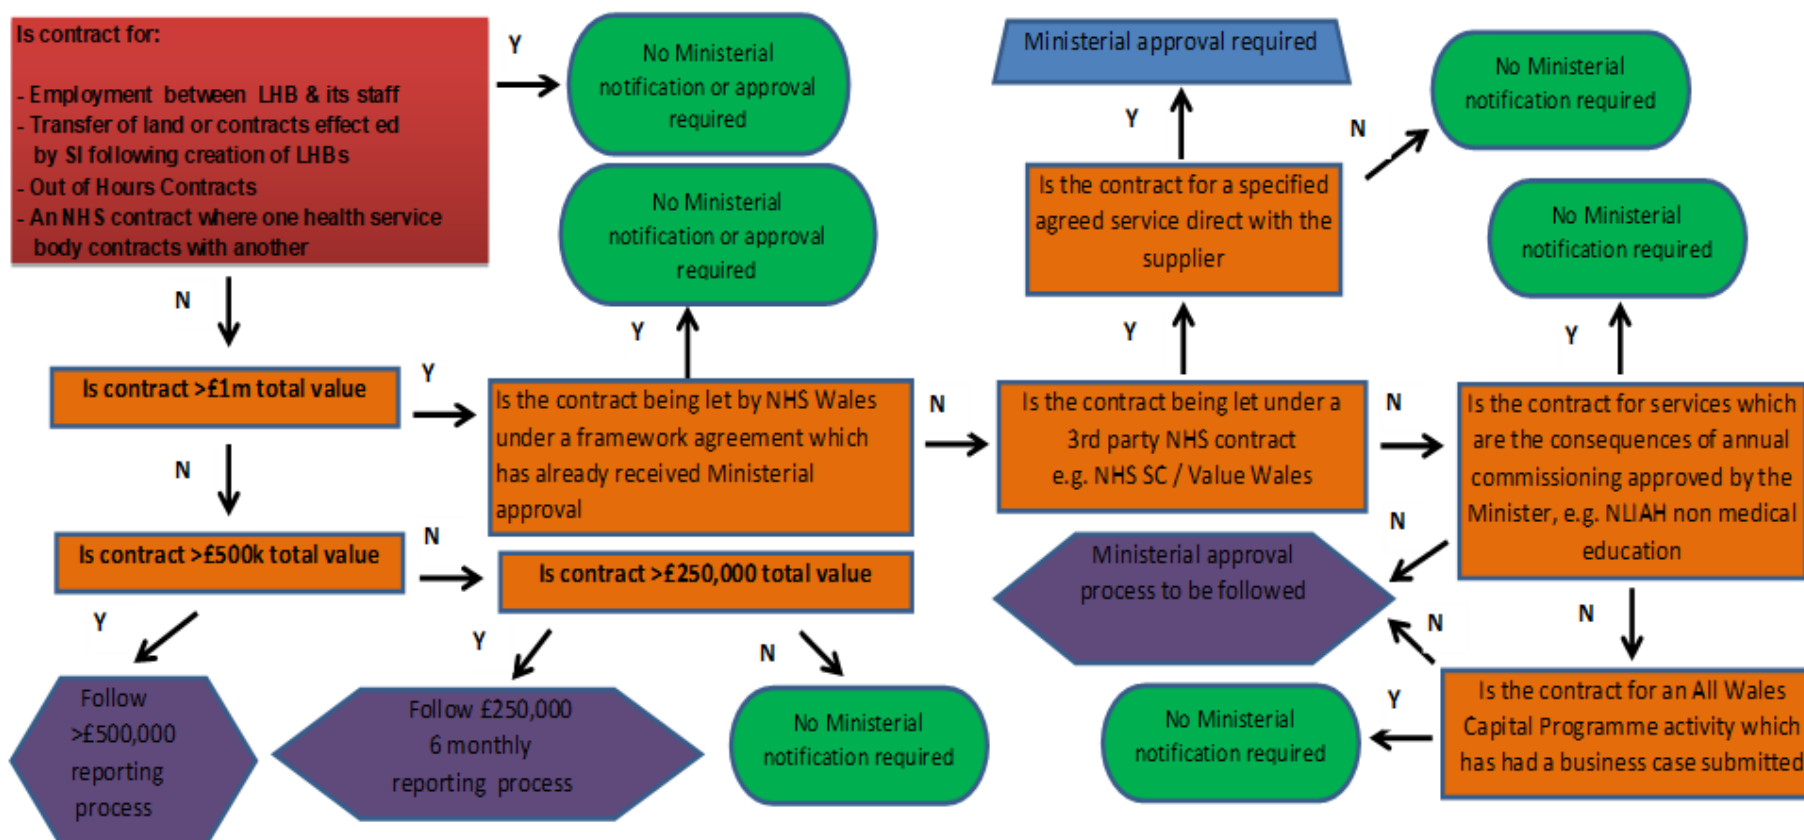 Is contract for:
- Employment between LHB & its staff
- Transfer of land or contracts effect ed
by SI following creation of LHBs
- Out of Hours Contracts
- An NHS contract where one health service
body contracts with another
Y
No Ministerial
notification or approval
required
No Ministerial
notification or approval
required
Y
N
Is contract >£1m total value
Y
Is the contract being let by NHS Wales
under a framework agreement which
has already received Ministerial
approval
N
Is contract >£500k total value
N
Is contract >£250,000 total value
Y
Follow
>£500,000
reporting
process
Y
Follow £250,000
6 monthly
reporting process
N
No Ministerial
notification required
N
Is the contract being let under a
3rd party NHS contract
e.g. NHS SC / Value Wales
Y
Is the contract for a specified
agreed service direct with the
supplier
Y
Ministerial approval required
N
No Ministerial
notification required
N
Is the contract for services which
are the consequences of annual
commissioning approved by the
Minister, e.g. NLIAH non medical
education
Y
No Ministerial
notification required
N
Ministerial approval
process to be followed
N
N
Is the contract for an All Wales
Capital Programme activity which
has had a business case submitted
Y
No Ministerial
notification required